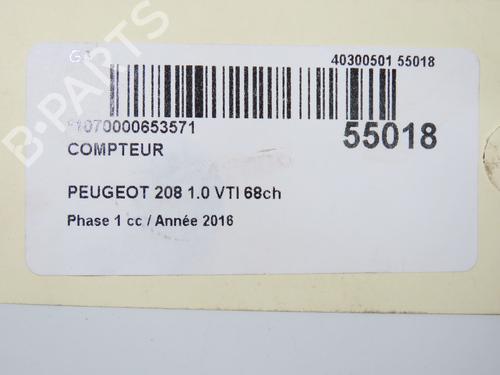 G
40300501 55018
*1070000653571
55018
COMPTEUR
PEUGEOT 208 1.0 VTI 68ch
Phase 1 cc / Année 2016
B-PARTS